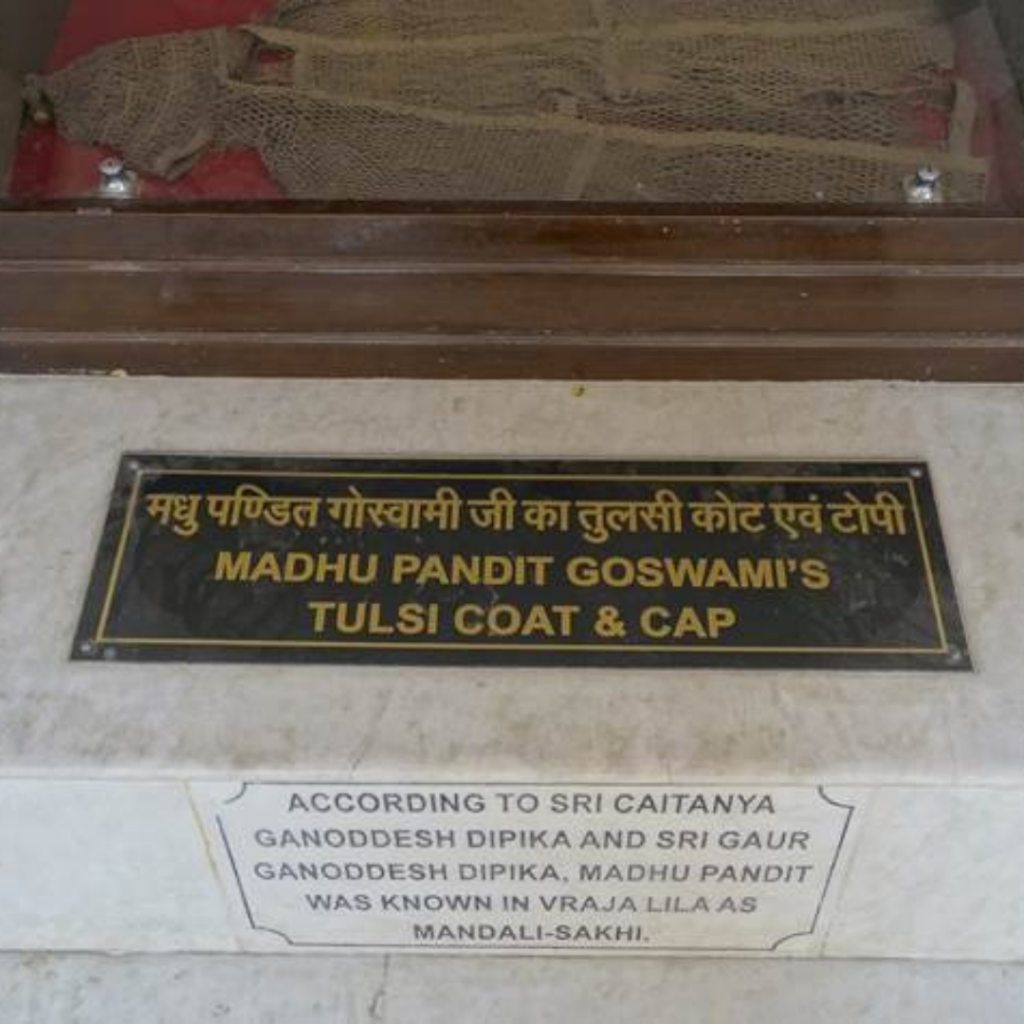 मधु पण्डित गोस्वामी जी का तुलसी कोट एवं टोपी
MADHU PANDIT GOSWAMI'S
TULSI COAT & CAP
ACCORDING TO SRI CAITANYA
GANODDESH DIPIKA AND SRI GAUR
GANODDESH DIPIKA, MADHU PANDIT
WAS KNOWN IN VRAJA LILA AS
MANDALI-SAKHI.